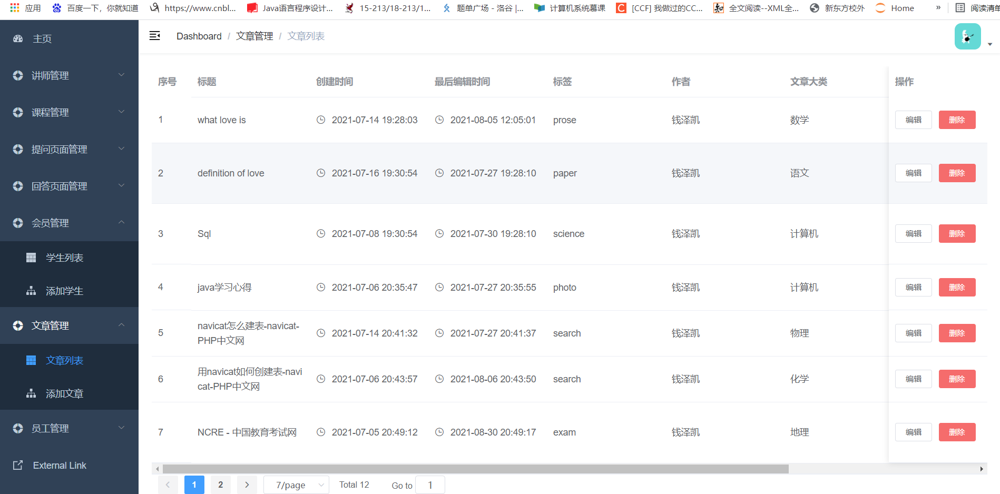 应用 百度一下，你就知道 https://www.cnbl... Java语言程序设计... 15-213/18-213/1... 题单广场 - 洛谷 |... 计算机系统慕课 [CCF] 我做过的CC... 全文阅读--XML全... 新东方校外 Home » 阅读清单
主页
讲师管理
课程管理
提问页面管理
回答页面管理
会员管理
学生列表
添加学生
文章管理
文章列表
添加文章
员工管理
External Link
Dashboard / 文章管理 / 文章列表
序号 标题 创建时间 最后编辑时间 标签 作者 文章大类 操作
1 what love is 2021-07-14 19:28:03 2021-08-05 12:05:01 prose 钱泽凯 数学 编辑 删除
2 definition of love 2021-07-16 19:30:54 2021-07-27 19:28:10 paper 钱泽凯 语文 编辑 删除
3 Sql 2021-07-08 19:30:54 2021-07-30 19:28:10 science 钱泽凯 计算机 编辑 删除
4 java学习心得 2021-07-06 20:35:47 2021-07-27 20:35:55 photo 钱泽凯 计算机 编辑 删除
5 navicat怎么建表-navicat-
PHP中文网 2021-07-14 20:41:32 2021-07-27 20:41:37 search 钱泽凯 物理 编辑 删除
6 用navicat如何创建表-navi
cat-PHP中文网 2021-07-06 20:43:57 2021-08-06 20:43:50 search 钱泽凯 化学 编辑 删除
7 NCRE - 中国教育考试网 2021-07-05 20:49:12 2021-08-30 20:49:17 exam 钱泽凯 地理 编辑 删除
1 2 7/page Total 12 Go to 1